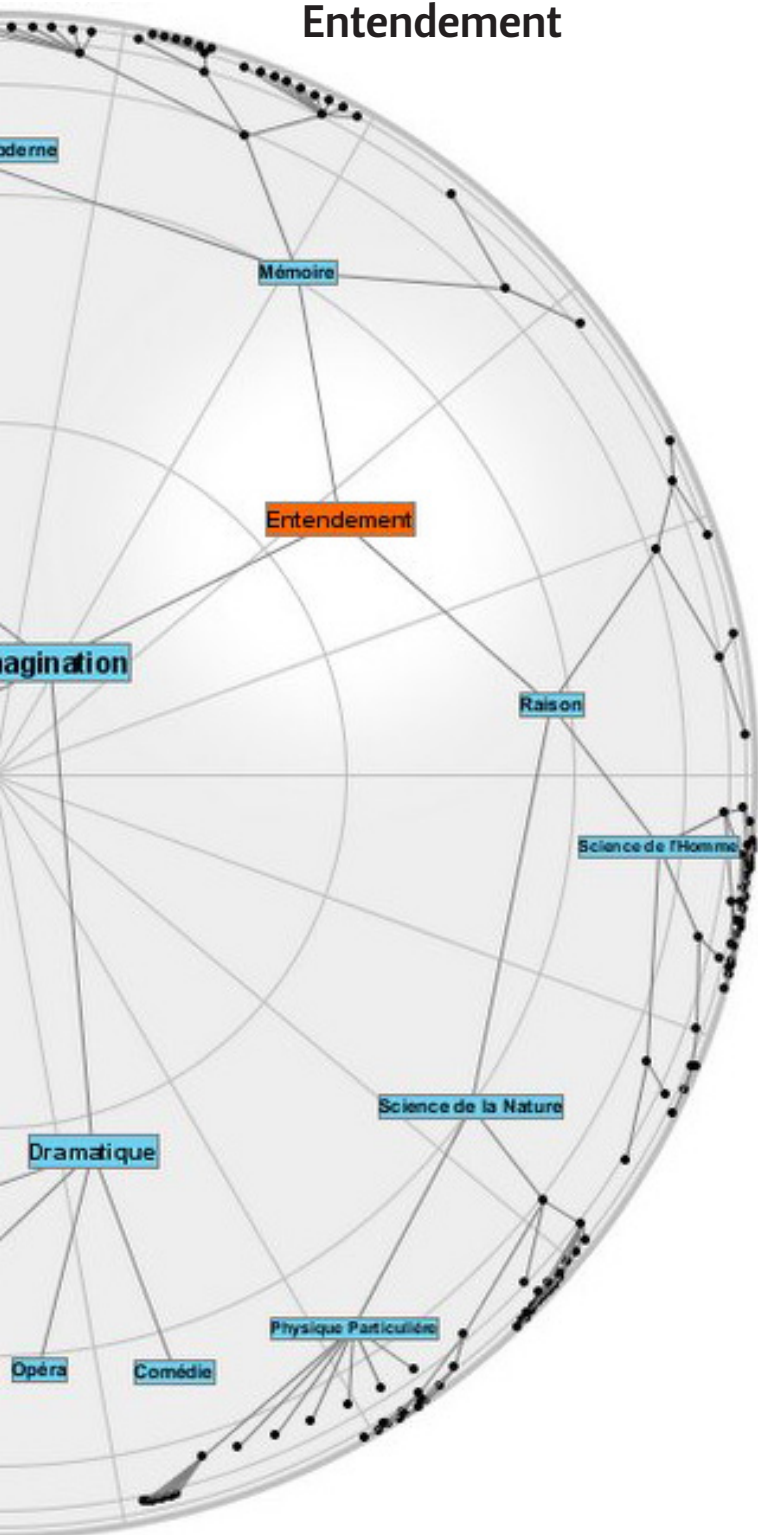 Entendement
oderne
Mémoire
Entendement
agination
Raison
Science de l'Homme
Science de la Nature
Dramatique
Physique Particulière
Opéra
Comédie